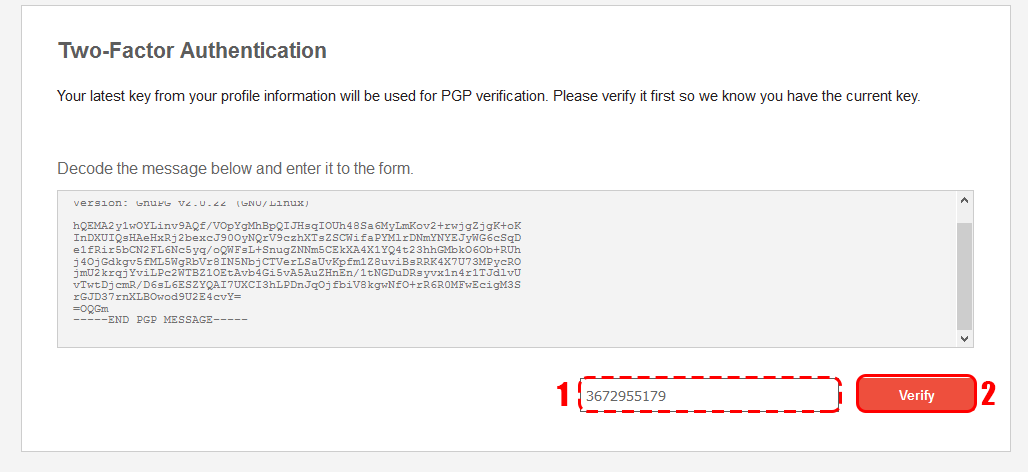 Two-Factor Authentication
Your latest key from your profile information will be used for PGP verification. Please verify it first so we know you have the current key.
Decode the message below and enter it to the form.
Version: GnuPG v2.0.22 (GNU/Linux)
hQEMA2y1wOYLinv9AQf/VOpYgMhBpQIJHsqIOUh48Sa6MyLmKov2+rwjgZjgK+oK
InDXUIQsHAeHxRj2bexcJ90OyNQrV9czhXTsZSCWifaPYMlrDNmYNYEJyWG6cSqD
e1fRir5bCN2FL6Nc5yq/oQWFsL+SnugZNNm5CEkXA4X1YQ4t23hhGMbkO6Ob+RUh
j4OjGdkgv5fML5WgRbVr8IN5NbjCTVerLSaUvKpfm1Z8uviBsRRK4X7U73MPycRO
jmU2krqjYviLPc2WTBZ1OEtAvb4Gi5vA5AuZHnEn/1tNGDuDRsyvx1n4r1TJdlvU
vTwtDjcmR/D6sL6ESZYQAI7UXCI3hLPDnJqOjfbiV8kgwNfO+rR6R0MFwEcigM3S
rGJD37rnXLBOwod9U2E4cvY=
=OQGm
-----END PGP MESSAGE-----
1 3672955179 Verify 2